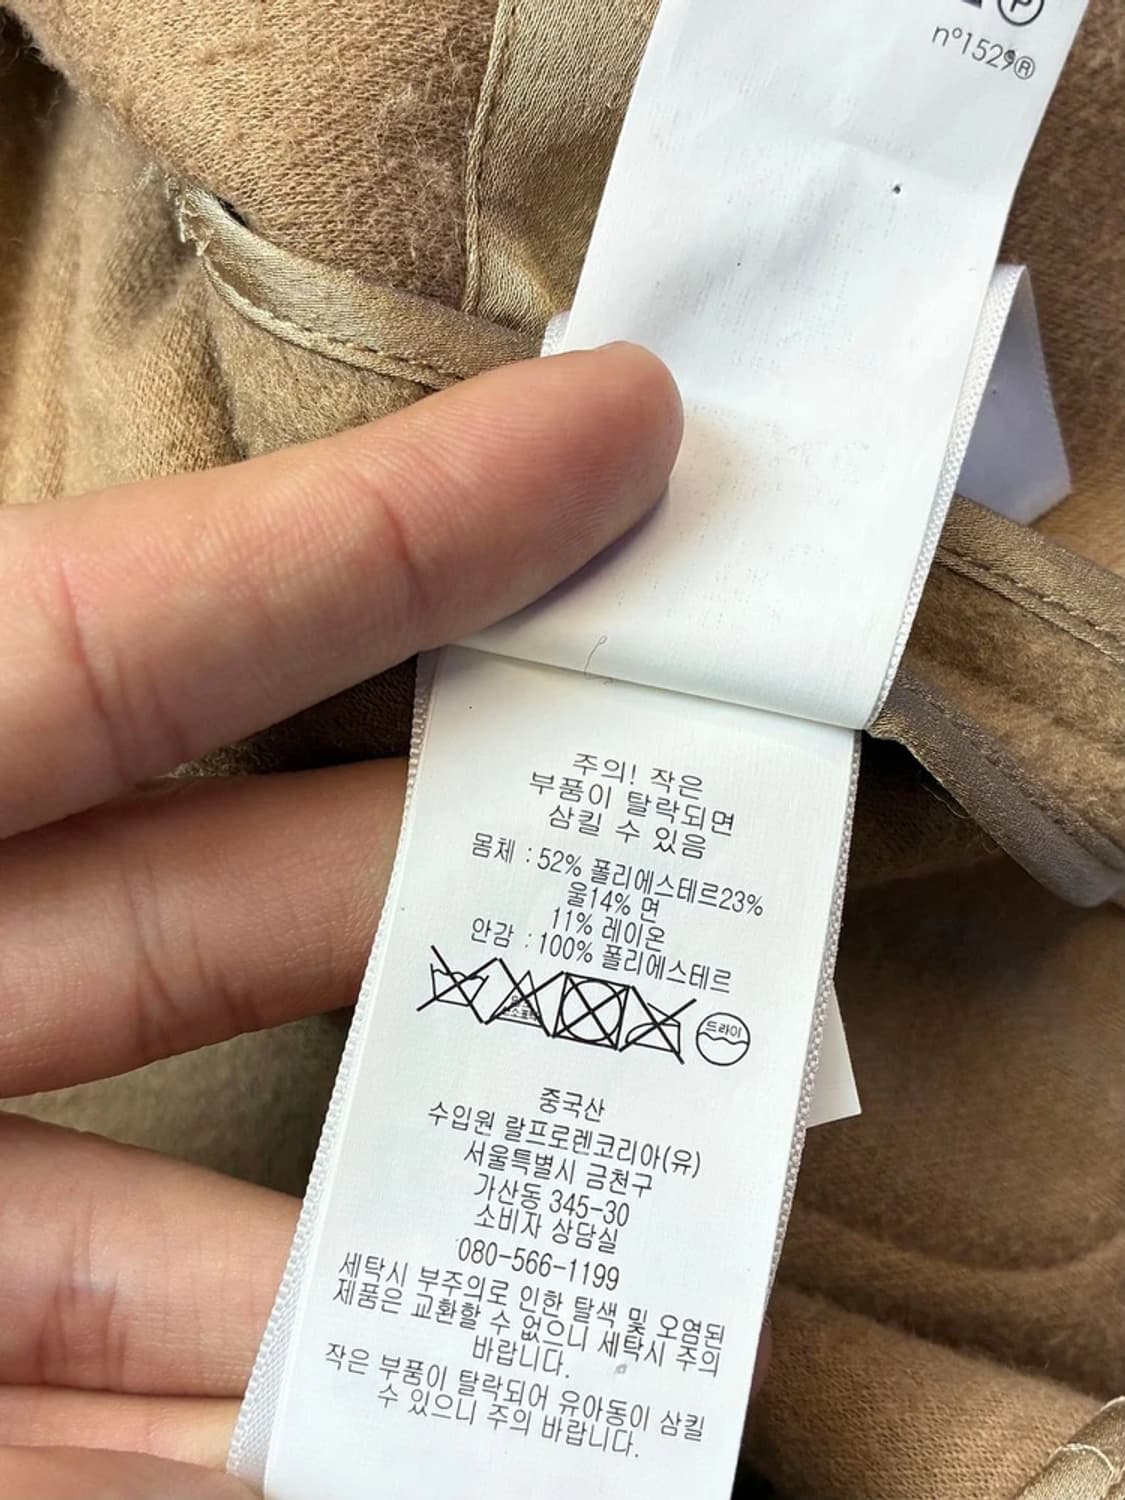 P
n°1529®
주의! 작은
부품이 탈락되면
삼킬 수 있음
몸체 : 52% 폴리에스테르23%
울14% 면
11% 레이온
안감 : 100% 폴리에스테르
드라이
중국산
수입원 랄프로렌코리아(유)
서울특별시 금천구
가산동 345-30
소비자 상담실
080-566-1199
세탁시 부주의로 인한 탈색 및 오염된
제품은 교환할 수 없으니 세탁시 주의
바랍니다.
작은 부품이 탈락되어 유아동이 삼킬
수 있으니 주의 바랍니다.